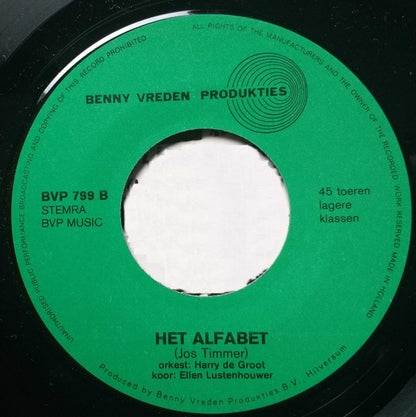 ALL RIGHTS OF THE MANUFACTURERS AND THE OWNER OF THE RECORDED WORK RESERVED MADE IN HOLLAND
UNAUTHORISED PUBLIC PERFORMANCE BROADCASTING AND COPYING OF THIS RECORD PROHIBITED
BENNY VREDEN PRODUKTIES
BVP 799 B
STEMRA
BVP MUSIC
45 toeren
lagere
klassen
HET ALFABET
(Jos Timmer)
orkest: Harry de Groot
koor: Ellen Lustenhouwer
Produced by Benny Vreden Produkties B.V. Hilversum